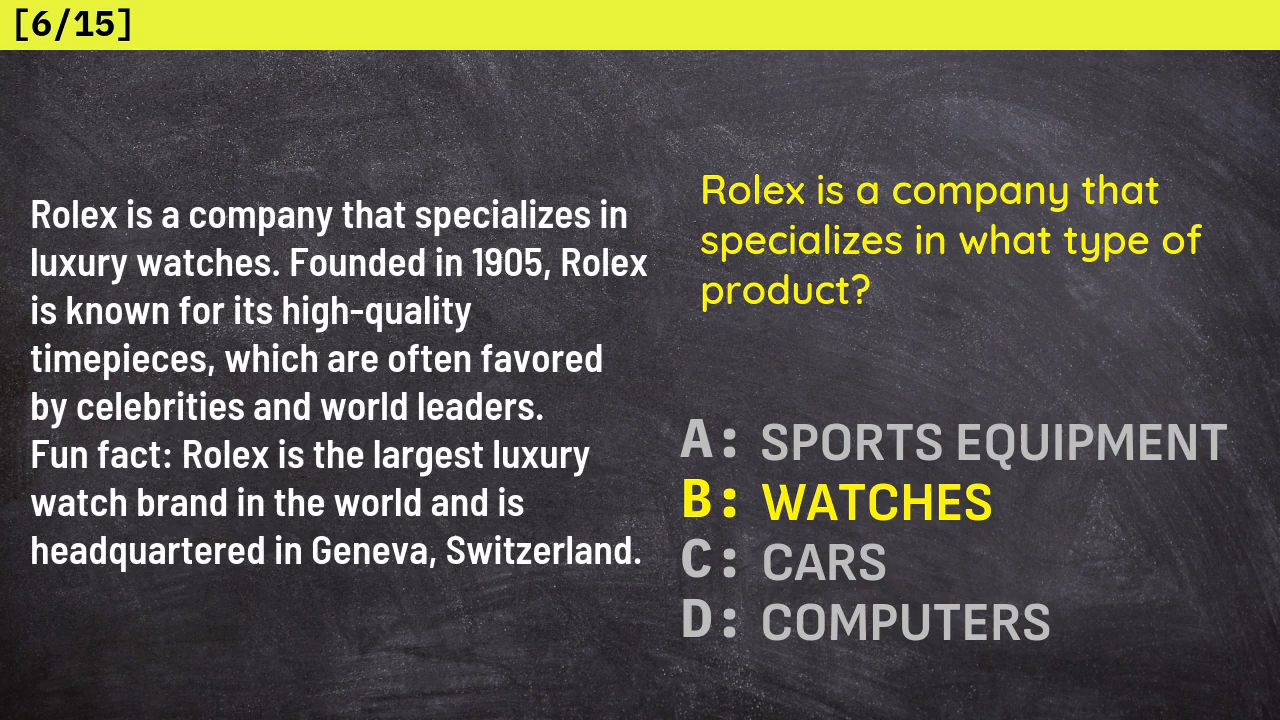 [6/15]
Rolex is a company that specializes in
luxury watches. Founded in 1905, Rolex
is known for its high-quality
timepieces, which are often favored
by celebrities and world leaders.
Fun fact: Rolex is the largest luxury
watch brand in the world and is
headquartered in Geneva, Switzerland.
Rolex is a company that
specializes in what type of
product?
A: SPORTS EQUIPMENT
B: WATCHES
C: CARS
D: COMPUTERS